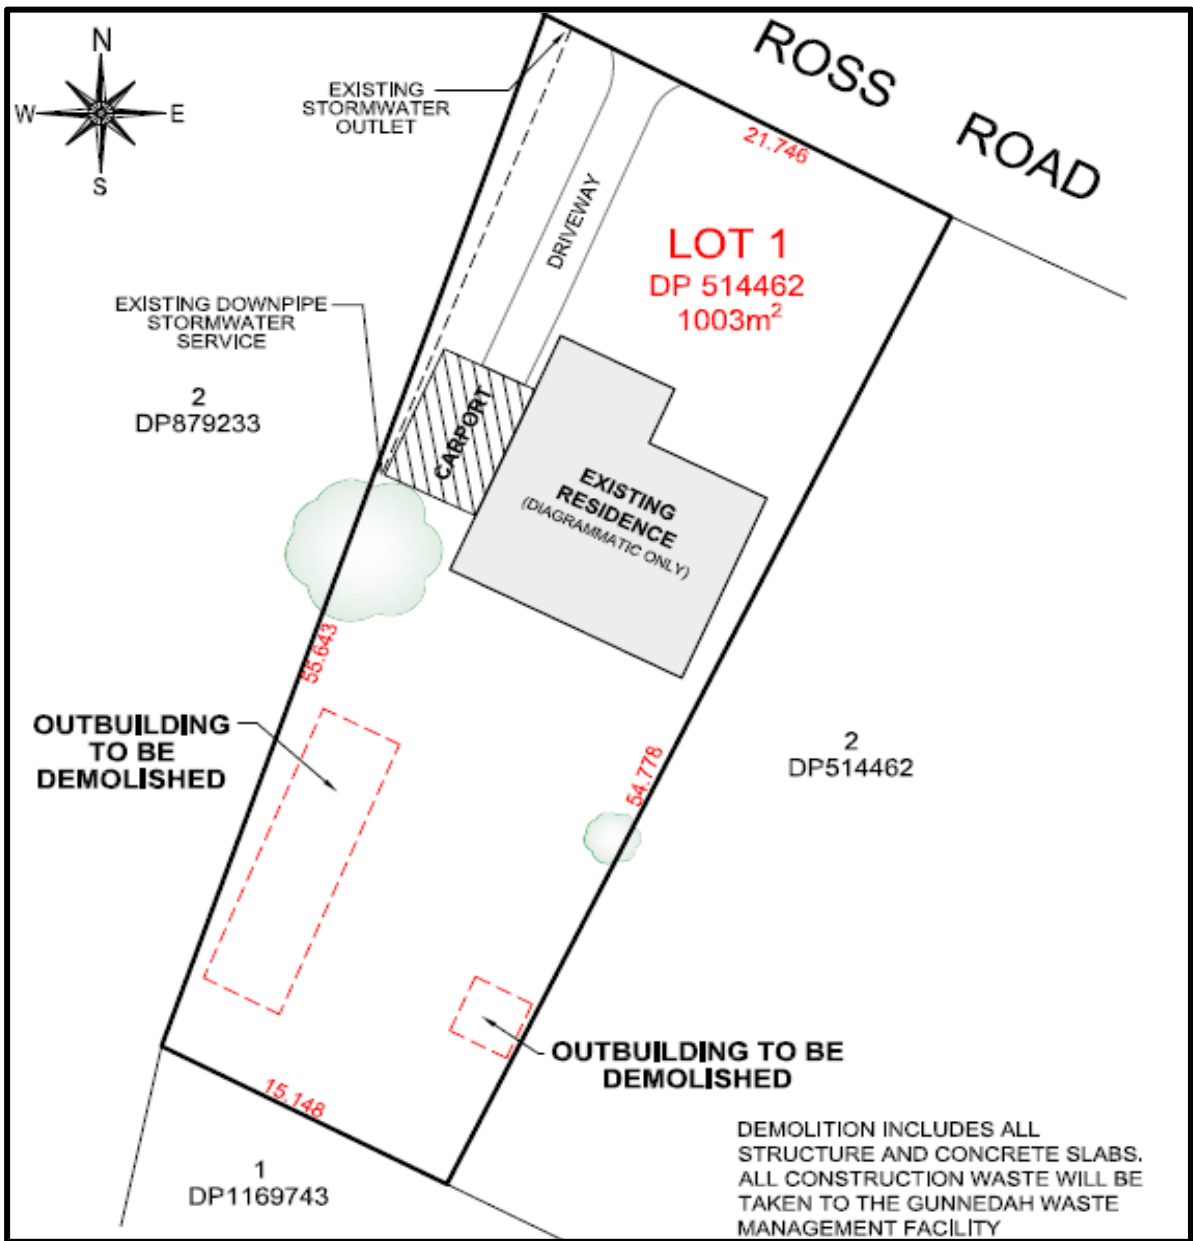 N
W
E
S
EXISTING
STORMWATER
OUTLET
ROSS ROAD
21.746
DRIVEWAY
LOT 1
DP 514462
1003m²
EXISTING DOWNPIPE
STORMWATER
SERVICE
2
DP879233
CARPORT
EXISTING
RESIDENCE
(DIAGRAMMATIC ONLY)
55.643
OUTBUILDING
TO BE
DEMOLISHED
2
DP514462
54.778
OUTBUILDING TO BE
DEMOLISHED
15.148
1
DP1169743
DEMOLITION INCLUDES ALL
STRUCTURE AND CONCRETE SLABS.
ALL CONSTRUCTION WASTE WILL BE
TAKEN TO THE GUNNEDAH WASTE
MANAGEMENT FACILITY